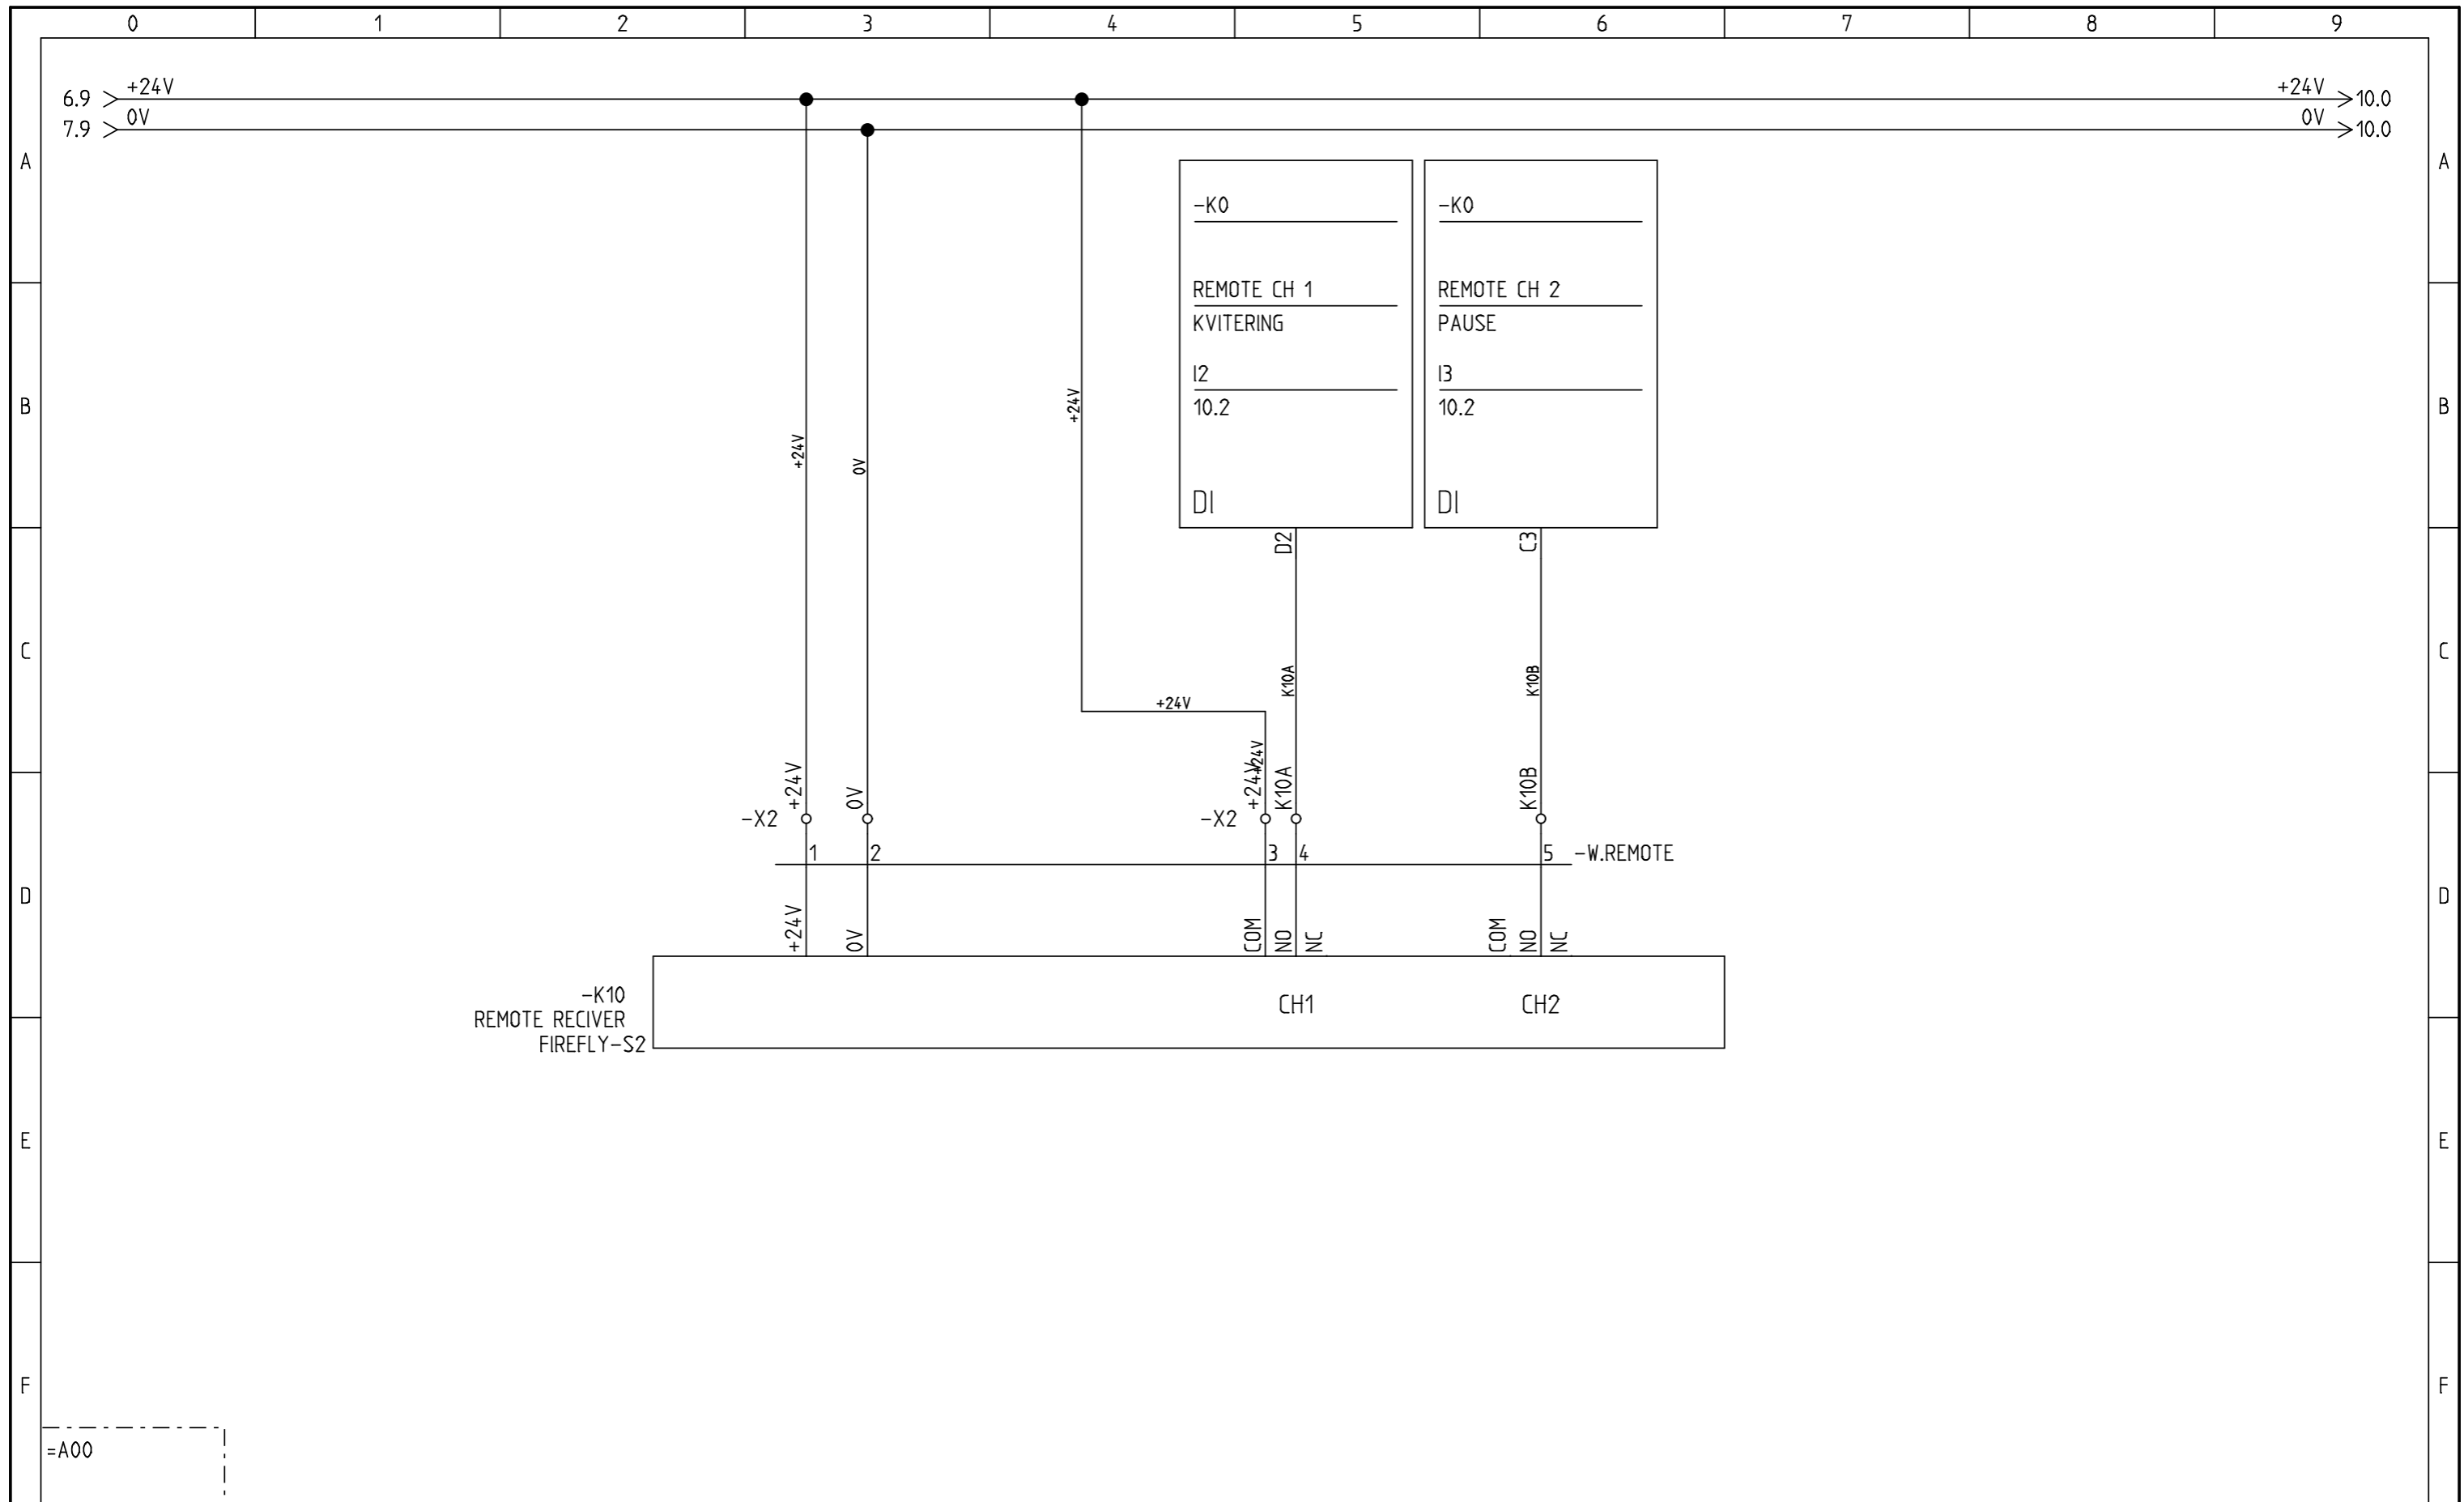 0 1 2 3 4 5 6 7 8 9
6.9 +24V +24V 10.0
7.9 0V 0V 10.0
A A
-K0 -K0
REMOTE CH 1 REMOTE CH 2
KVITERING PAUSE
I2 I3
10.2 10.2
B B
+24V
+24V
0V
DI DI
D2 C3
C C
K10A K10B
+24V
+24V
+24V 0V +24V K10A K10B
-X2 -X2
1 2 3 4 5 -W.REMOTE
D D
+24V 0V COM NO NC COM NO NC
-K10
REMOTE RECIVER
FIREFLY-S2
CH1 CH2
E E
F F
=A00